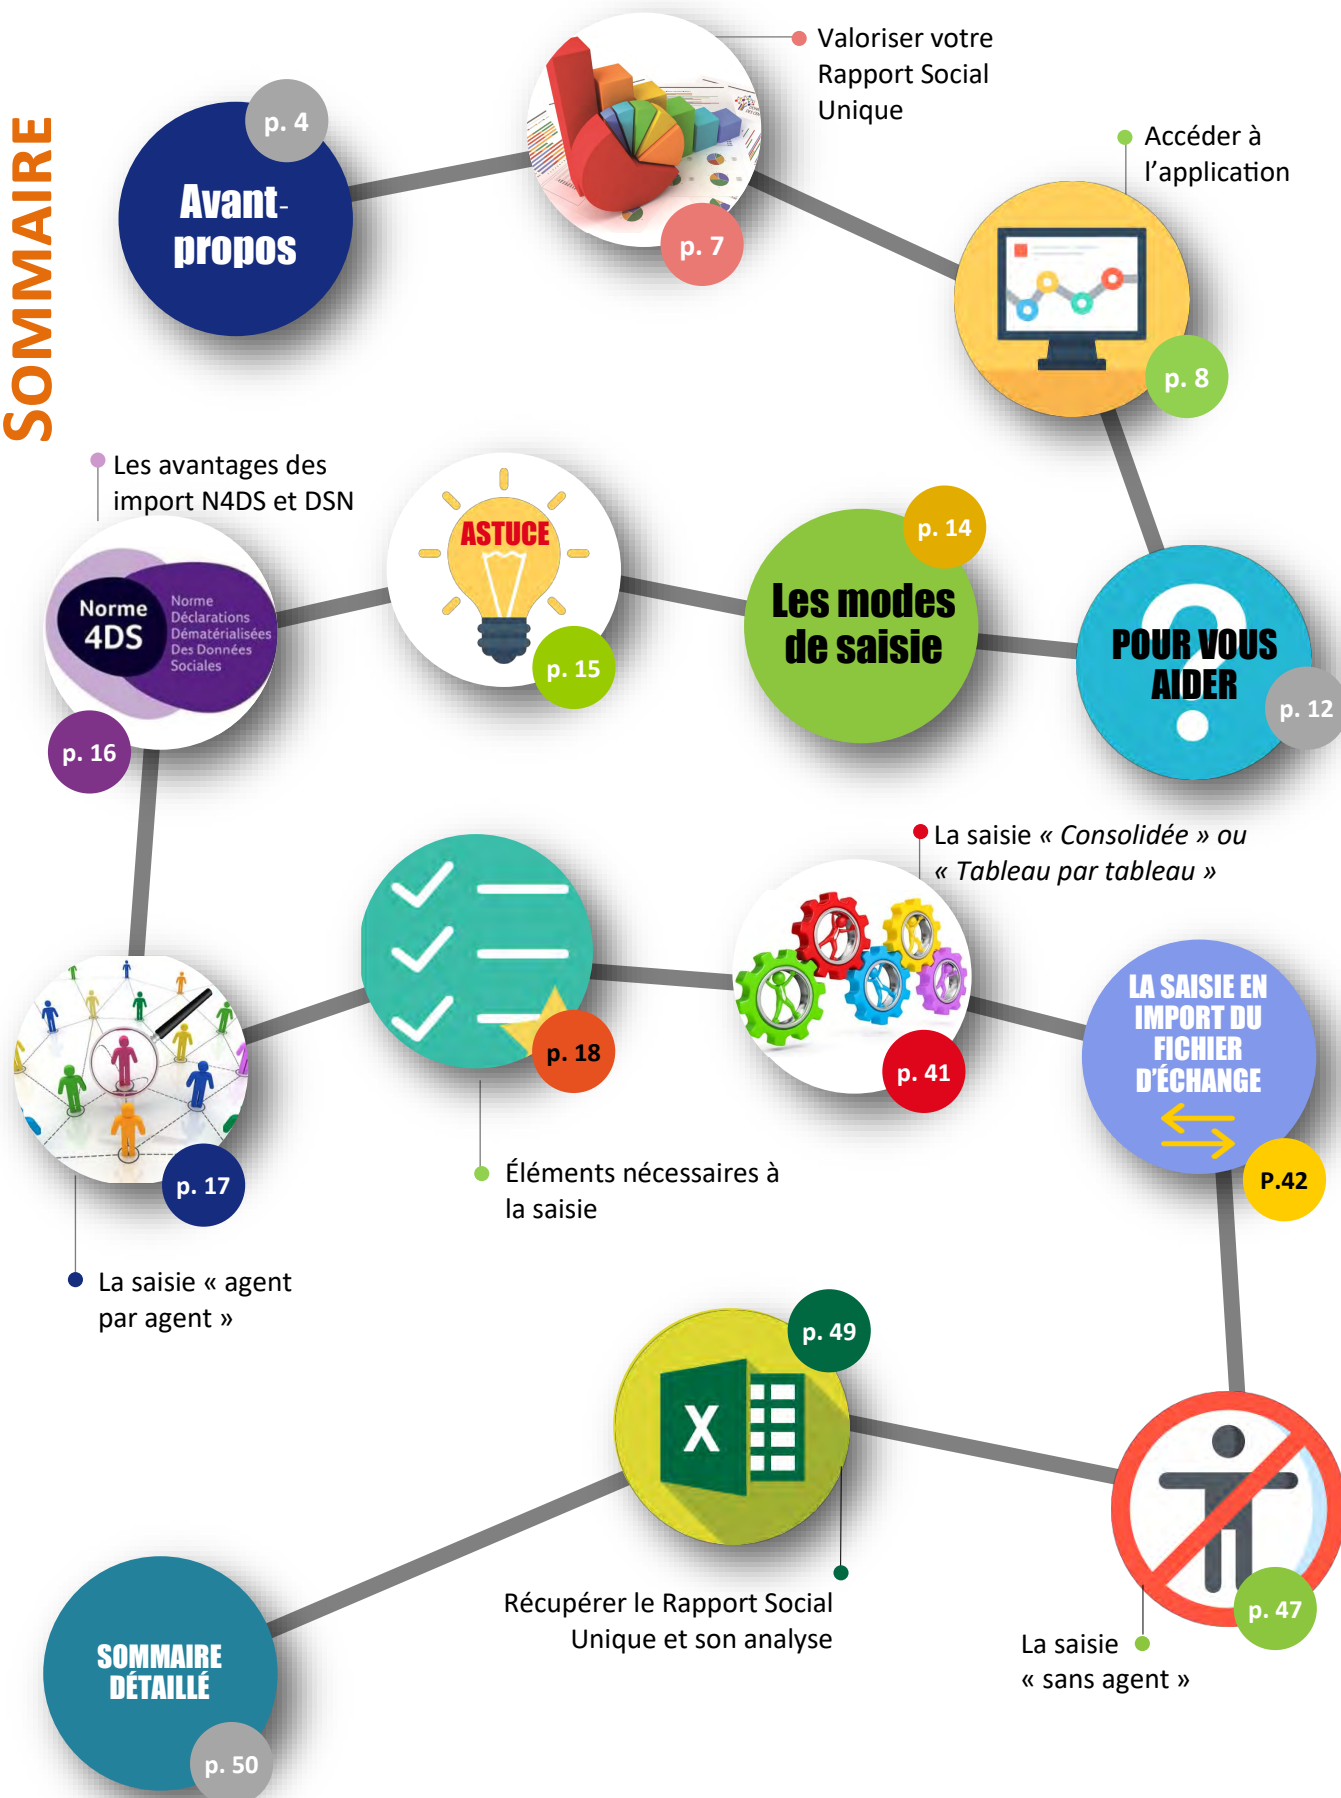 SOMMAIRE
p. 4
Avant-
propos
Valoriser votre
Rapport Social
Unique
p. 7
Accéder à
l’application
p. 8
POUR VOUS
AIDER
p. 12
p. 14
Les modes
de saisie
ASTUCE
p. 15
Les avantages des
import N4DS et DSN
Norme
4DS
Norme
Déclarations
Dématérialisées
Des Données
Sociales
p. 16
p. 17
La saisie « agent
par agent »
p. 18
Éléments nécessaires à
la saisie
La saisie « Consolidée » ou
« Tableau par tableau »
p. 41
LA SAISIE EN
IMPORT DU
FICHIER
D’ÉCHANGE
P.42
p. 47
La saisie
« sans agent »
p. 49
X
Récupérer le Rapport Social
Unique et son analyse
SOMMAIRE
DÉTAILLÉ
p. 50